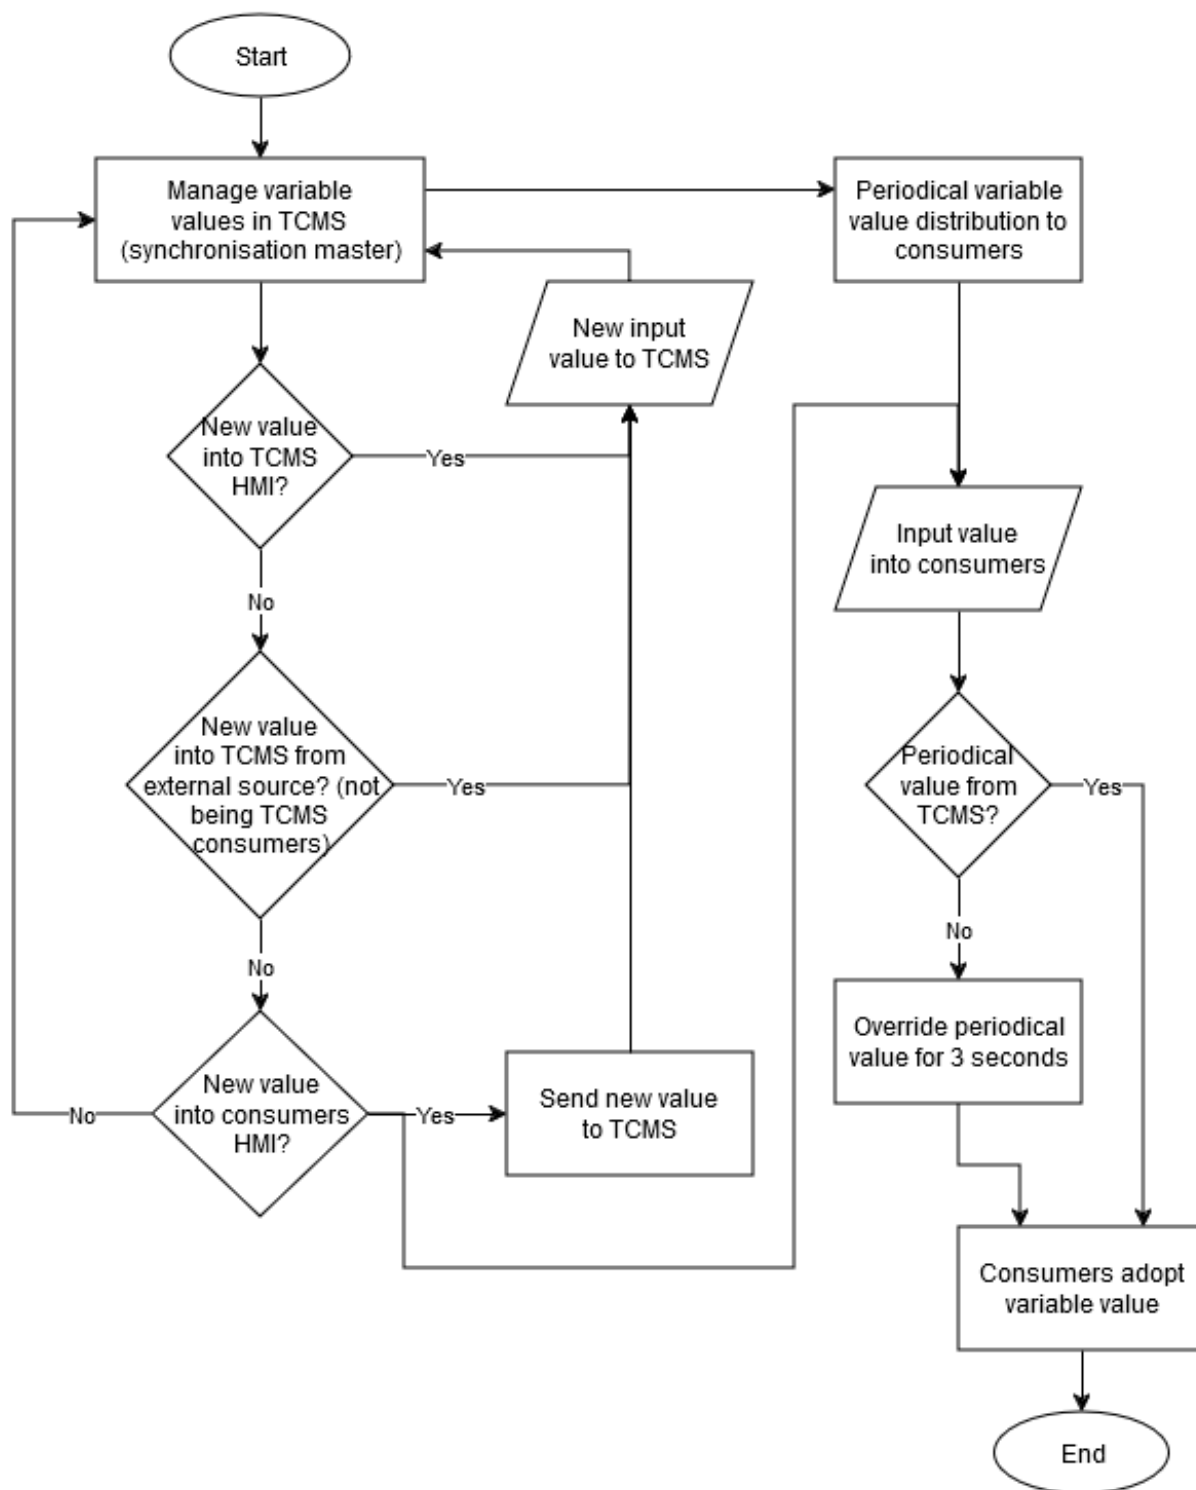 Start
Manage variable
values in TCMS
(synchronisation master)
Periodical variable
value distribution to
consumers
New input
value to TCMS
New value
into TCMS
HMI?
Yes
No
Input value
into consumers
New value
into TCMS from
external source? (not
being TCMS
consumers)
Yes
No
Periodical
value from
TCMS?
Yes
No
Override periodical
value for 3 seconds
New value
into consumers
HMI?
No
Yes
Send new value
to TCMS
Consumers adopt
variable value
End